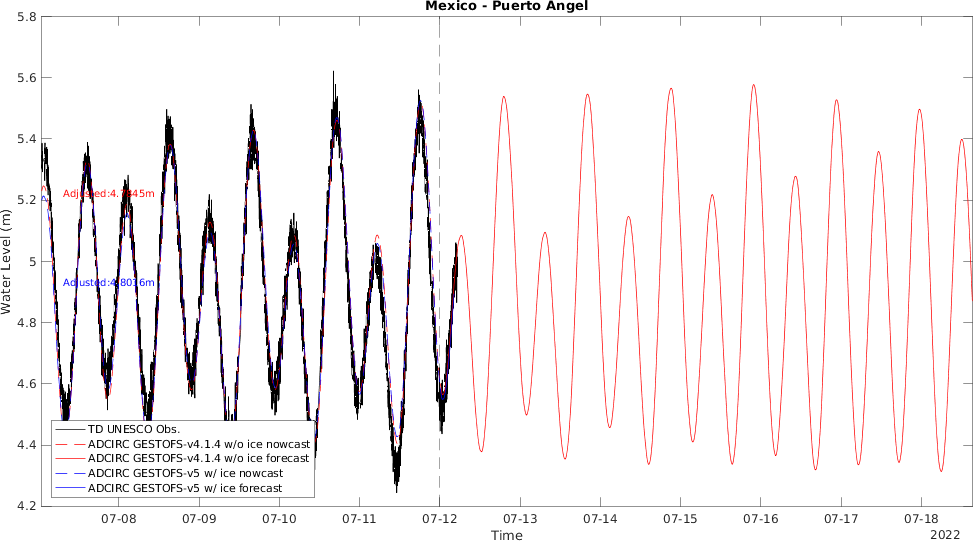 Mexico - Puerto Angel
5.8
5.6
5.4
5.2
5
4.8
4.6
4.4
4.2
Water Level (m)
Adjusted:4.7445m
Adjusted:4.8036m
TD UNESCO Obs.
ADCIRC GESTOFS-v4.1.4 w/o ice nowcast
ADCIRC GESTOFS-v4.1.4 w/o ice forecast
ADCIRC GESTOFS-v5 w/ ice nowcast
ADCIRC GESTOFS-v5 w/ ice forecast
07-08 07-09 07-10 07-11 07-12 07-13 07-14 07-15 07-16 07-17 07-18
Time
2022